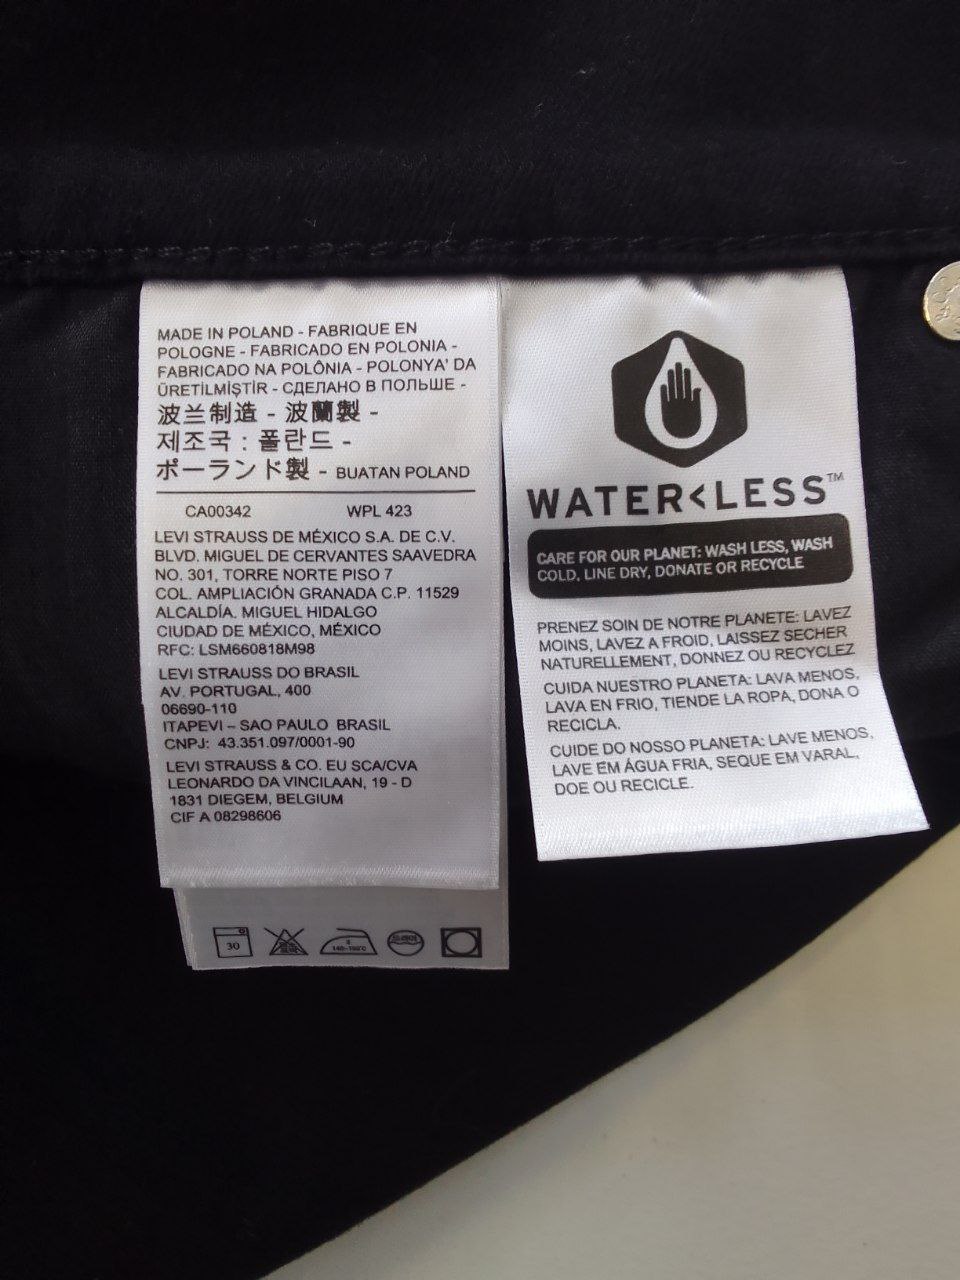 MADE IN POLAND - FABRIQUE EN
POLOGNE - FABRICADO EN POLONIA -
FABRICADO NA POLÔNIA - POLONYA' DA
ÜRETİLMİŞTİR - СДЕЛАНО В ПОЛЬШЕ -
波兰制造 - 波蘭製 -
제조국 : 폴란드 -
ポーランド製 - BUATAN POLAND
CA00342 WPL 423
LEVI STRAUSS DE MÉXICO S.A. DE C.V.
BLVD. MIGUEL DE CERVANTES SAAVEDRA
NO. 301, TORRE NORTE PISO 7
COL. AMPLIACIÓN GRANADA C.P. 11529
ALCALDÍA. MIGUEL HIDALGO
CIUDAD DE MÉXICO, MÉXICO
RFC: LSM660818M98
LEVI STRAUSS DO BRASIL
AV. PORTUGAL, 400
06690-110
ITAPEVI – SAO PAULO BRASIL
CNPJ: 43.351.097/0001-90
LEVI STRAUSS & CO. EU SCA/CVA
LEONARDO DA VINCILAAN, 19 - D
1831 DIEGEM, BELGIUM
CIF A 08298606
30
WATER<LESS™
CARE FOR OUR PLANET: WASH LESS, WASH
COLD, LINE DRY, DONATE OR RECYCLE
PRENEZ SOIN DE NOTRE PLANETE: LAVEZ
MOINS, LAVEZ A FROID, LAISSEZ SECHER
NATURELLEMENT, DONNEZ OU RECYCLEZ
CUIDA NUESTRO PLANETA: LAVA MENOS,
LAVA EN FRIO, TIENDE LA ROPA, DONA O
RECICLA.
CUIDE DO NOSSO PLANETA: LAVE MENOS,
LAVE EM ÁGUA FRIA, SEQUE EM VARAL,
DOE OU RECICLE.